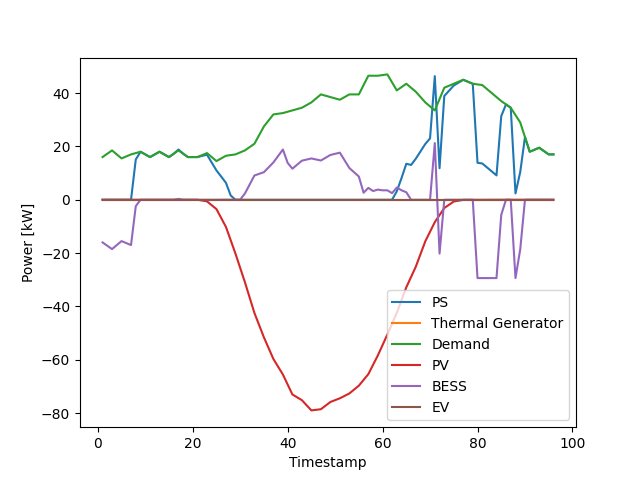 40
20
0
−20
−40
−60
−80
Power [kW]
0
20
40
60
80
100
Timestamp
PS
Thermal Generator
Demand
PV
BESS
EV